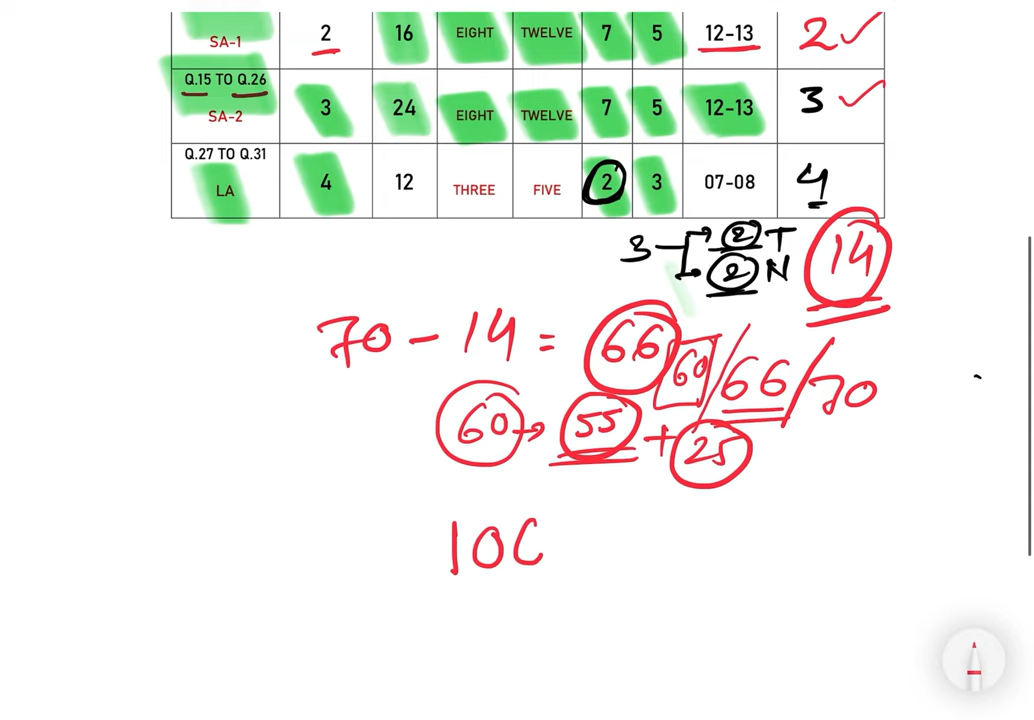 SA-1 2 16 EIGHT TWELVE 7 5 12-13 2
Q.15 TO Q.26
SA-2 3 24 EIGHT TWELVE 7 5 12-13 3
Q.27 TO Q.31
LA 4 12 THREE FIVE 2 3 07-08 4
3 2 T 14
2 N
70 - 14 = 66 60 / 66 / 70
60 → 55 + 25
10C